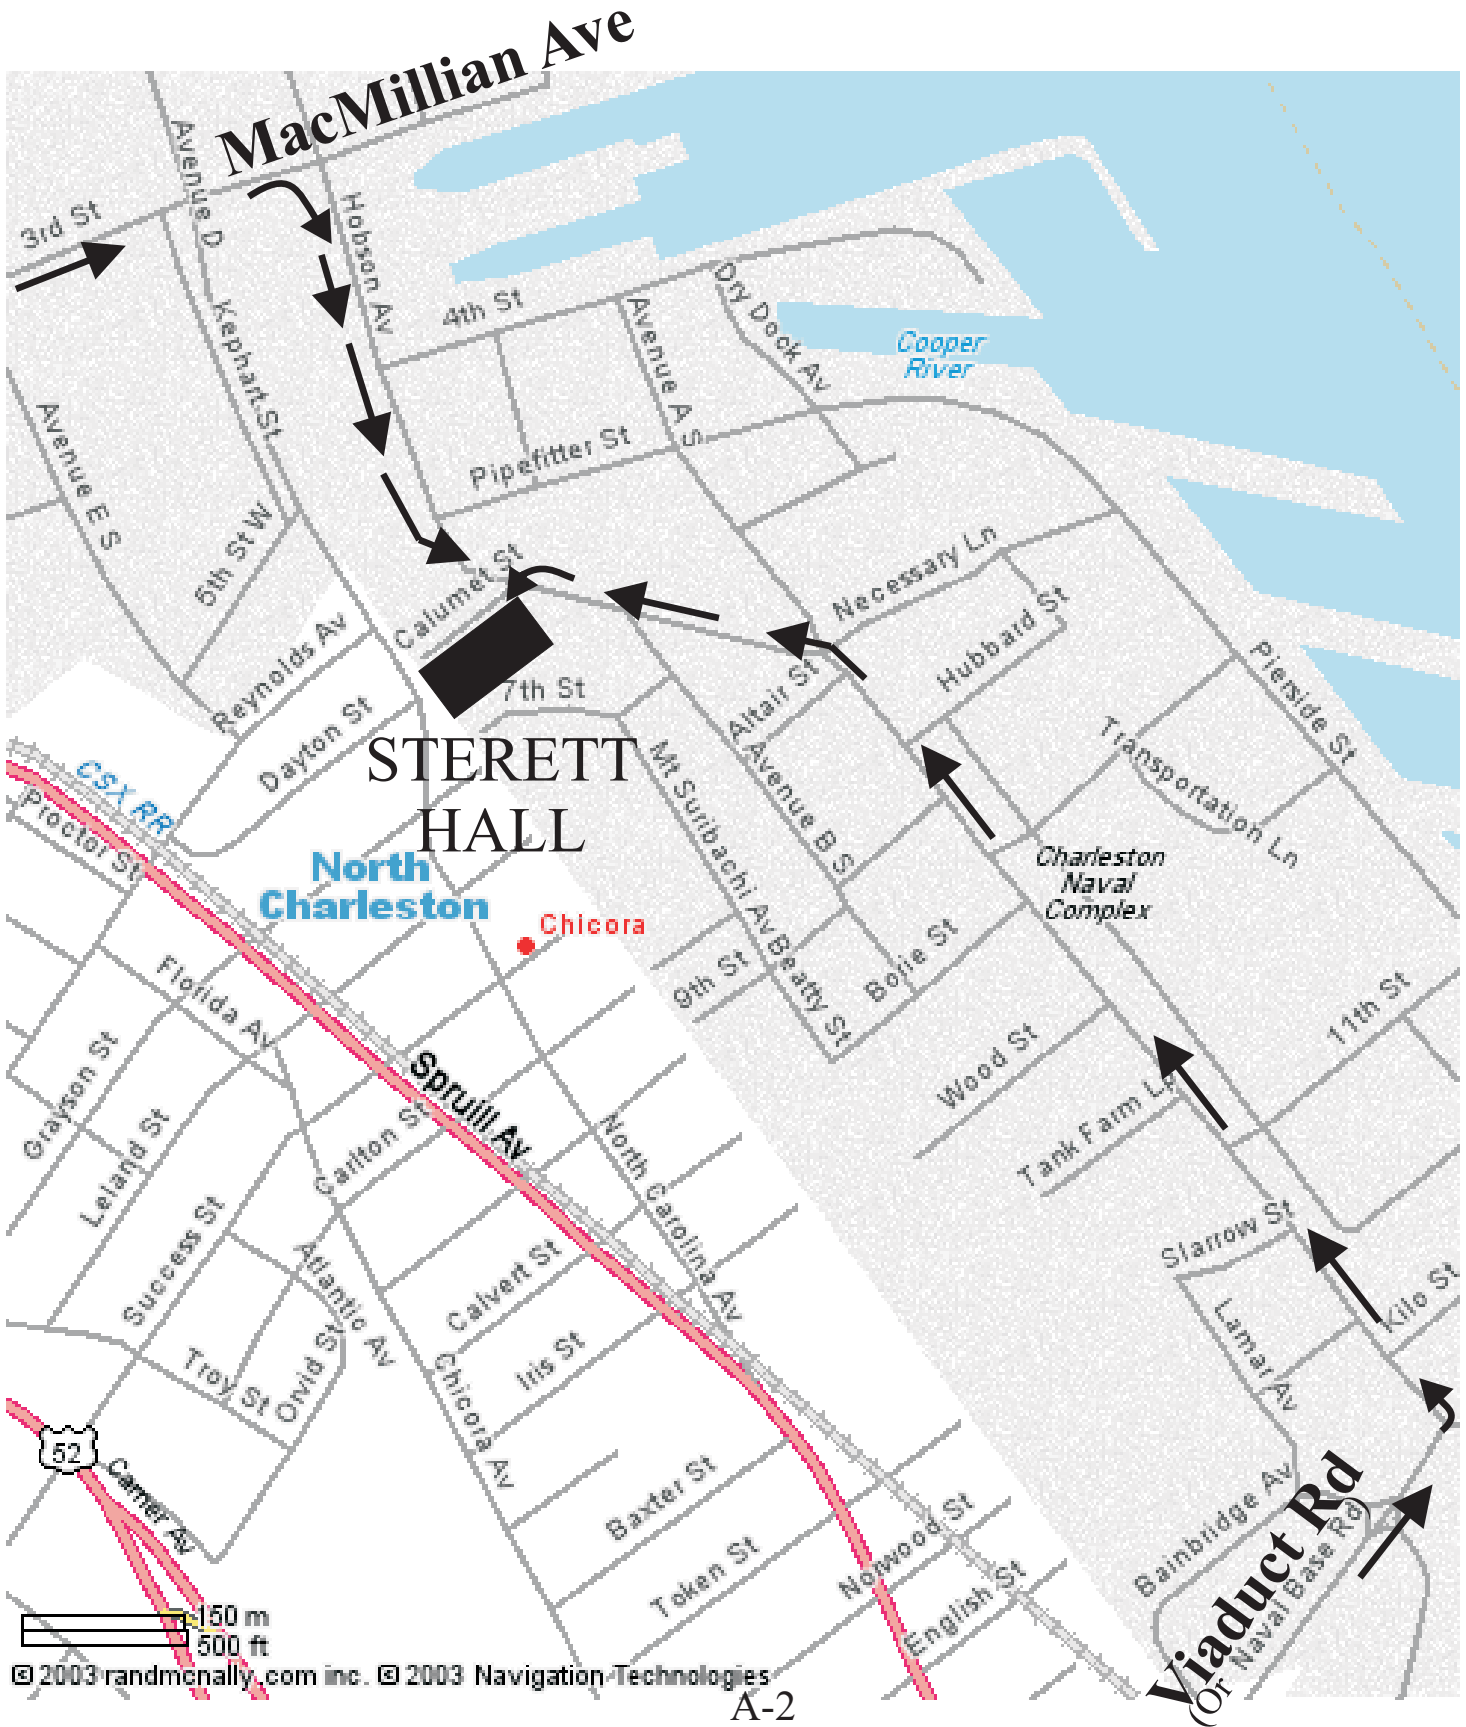 MacMillian Ave
Avenue D
3rd St
Hobson Av
Kephart St
4th St
Avenue A S
Dry Dock Av
Cooper
River
Avenue E S
Pipefitter St
5th St W
Calumet St
Necessary Ln
Hubbard St
Reynolds Av
Dayton St
7th St
Altair St
Pierside St
STERETT
HALL
Mt Suribachi Av
Avenue B S
Transportation Ln
CSX RR
Proctor St
North
Charleston
Charleston
Naval
Complex
Chicora
Florida Av
9th St
Beatty St
Boile St
11th St
Grayson St
Leland St
Spruill Av
Carlton St
North Carolina Av
Wood St
Tank Farm Lp
Success St
Atlantic Av
Calvert St
Slarrow St
Kilo St
Lamar Av
Troy St
Orvid St
Iris St
Chicora Av
52
Carner Av
Baxter St
Token St
Norwood St
English St
Bainbridge Av
Viaduct Rd
(Or Naval Base Rd)
150 m
500 ft
© 2003 randmcnally.com inc. © 2003 Navigation Technologies
A-2